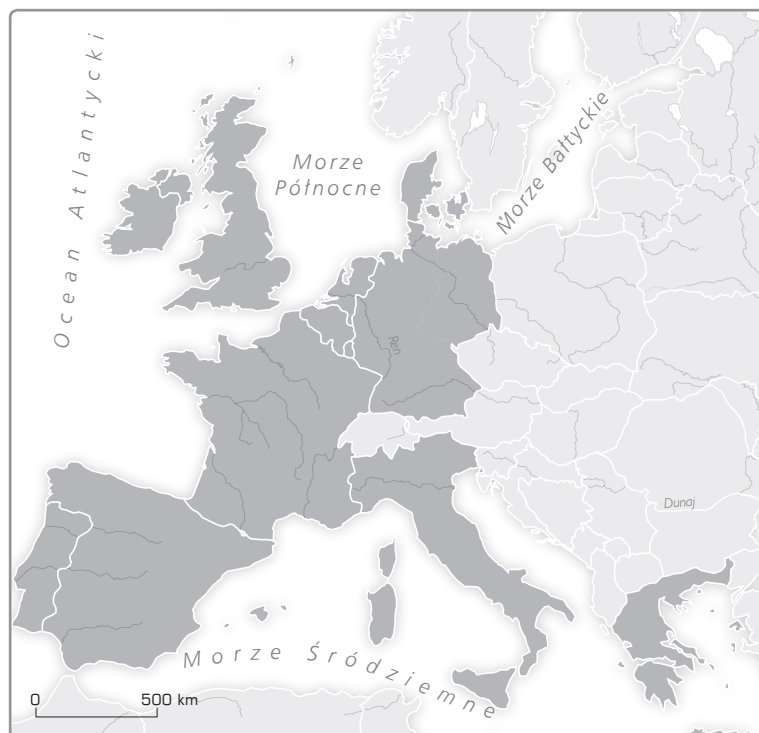 Ocean Atlantycki
Morze
Północne
Morze Bałtyckie
Ren
Dunaj
Morze Śródziemne
0 500 km